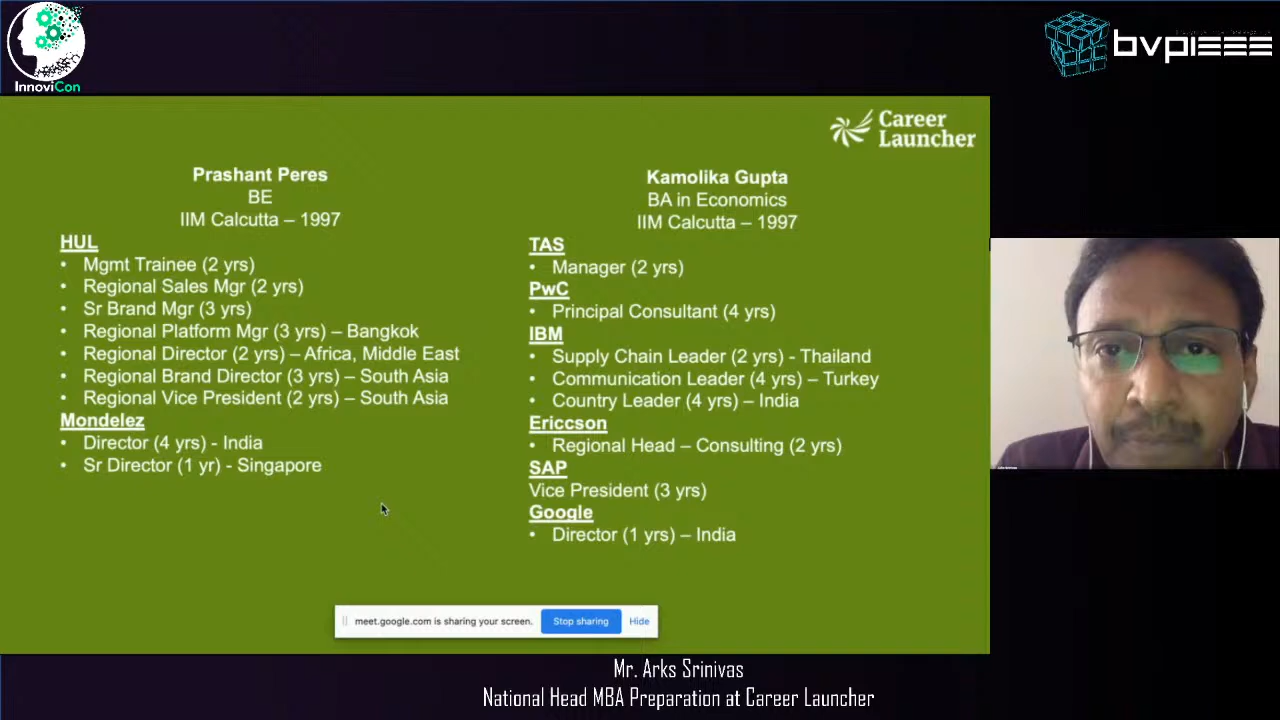 InnoviCon
bvpieee
Career
Launcher
Prashant Peres
BE
IIM Calcutta – 1997
HUL
• Mgmt Trainee (2 yrs)
• Regional Sales Mgr (2 yrs)
• Sr Brand Mgr (3 yrs)
• Regional Platform Mgr (3 yrs) – Bangkok
• Regional Director (2 yrs) – Africa, Middle East
• Regional Brand Director (3 yrs) – South Asia
• Regional Vice President (2 yrs) – South Asia
Mondelez
• Director (4 yrs) - India
• Sr Director (1 yr) - Singapore
Kamolika Gupta
BA in Economics
IIM Calcutta – 1997
TAS
• Manager (2 yrs)
PwC
• Principal Consultant (4 yrs)
IBM
• Supply Chain Leader (2 yrs) - Thailand
• Communication Leader (4 yrs) – Turkey
• Country Leader (4 yrs) – India
Ericcson
• Regional Head – Consulting (2 yrs)
SAP
Vice President (3 yrs)
Google
• Director (1 yrs) – India
meet.google.com is sharing your screen.
Stop sharing
Hide
Mr. Arks Srinivas
National Head MBA Preparation at Career Launcher